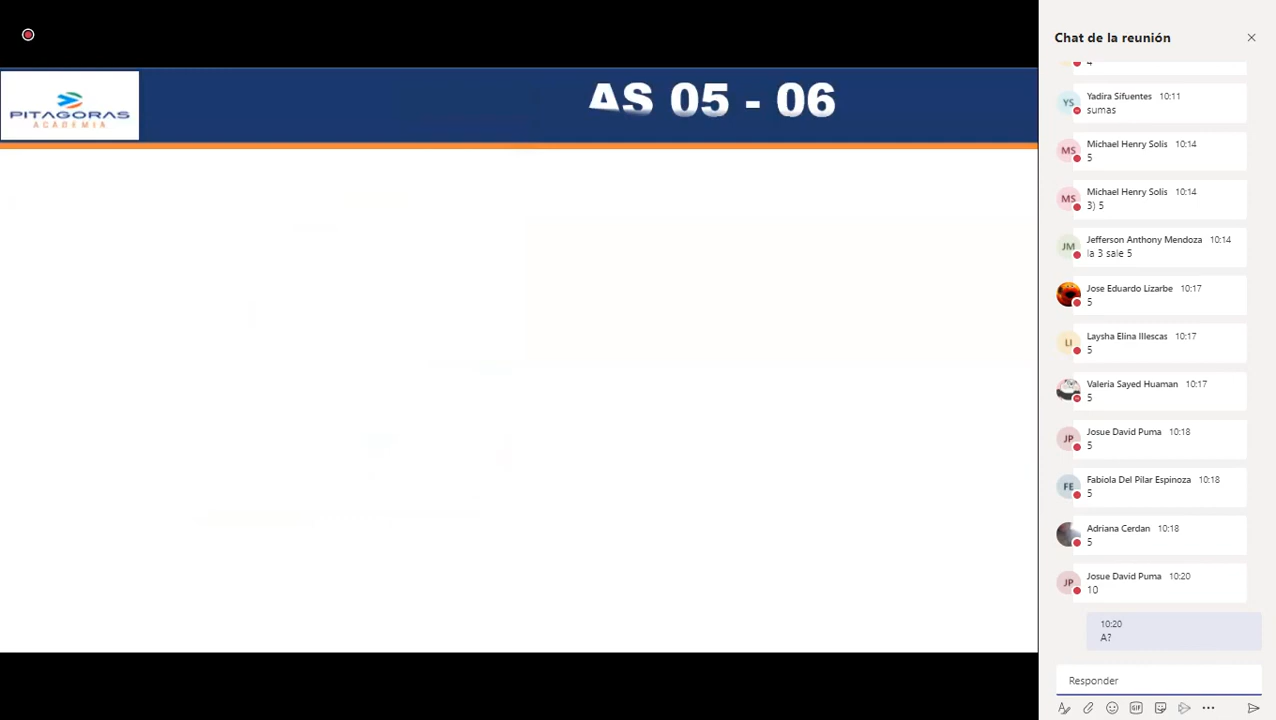 PITAGORAS
ACADEMIA
AS 05 - 06
Chat de la reunión
4
YS
Yadira Sifuentes 10:11
sumas
MS
Michael Henry Solis 10:14
5
MS
Michael Henry Solis 10:14
3) 5
JM
Jefferson Anthony Mendoza 10:14
la 3 sale 5
Jose Eduardo Lizarbe 10:17
5
LI
Laysha Elina Illescas 10:17
5
Valeria Sayed Huaman 10:17
5
JP
Josue David Puma 10:18
5
FE
Fabiola Del Pilar Espinoza 10:18
5
Adriana Cerdan 10:18
5
JP
Josue David Puma 10:20
10
10:20
A?
Responder
GIF